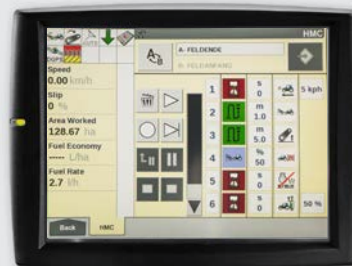 HMC
A- FELDENDE
B- FELDANFANG
Speed
0.00 km/h
Slip
0 %
Area Worked
128.67 ha
Fuel Economy
----- L/ha
Fuel Rate
2.7 l/h
1 s 0 5 kph
2 m 1.0
3 m 5.0
4 % 50
5 s 0
6 s 0 50 %
Back
HMC